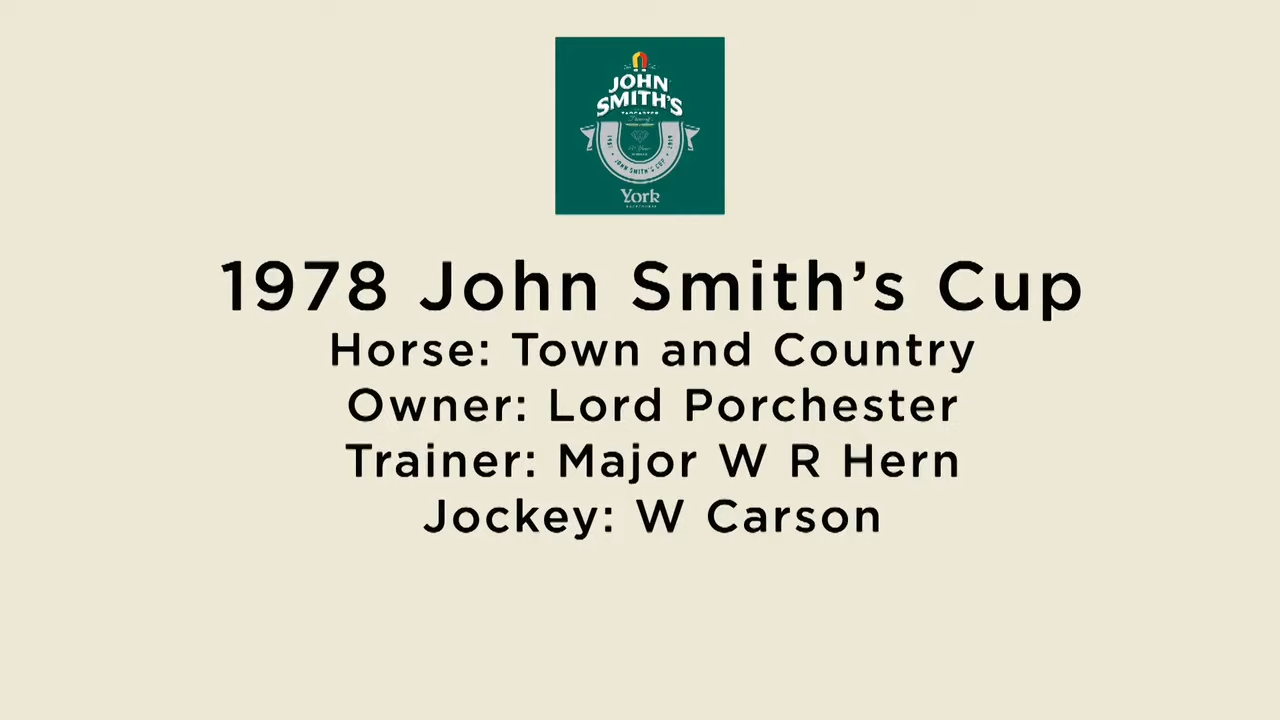 JOHN
SMITH'S
JOHN SMITH'S CUP
York
1978 John Smith’s Cup
Horse: Town and Country
Owner: Lord Porchester
Trainer: Major W R Hern
Jockey: W Carson